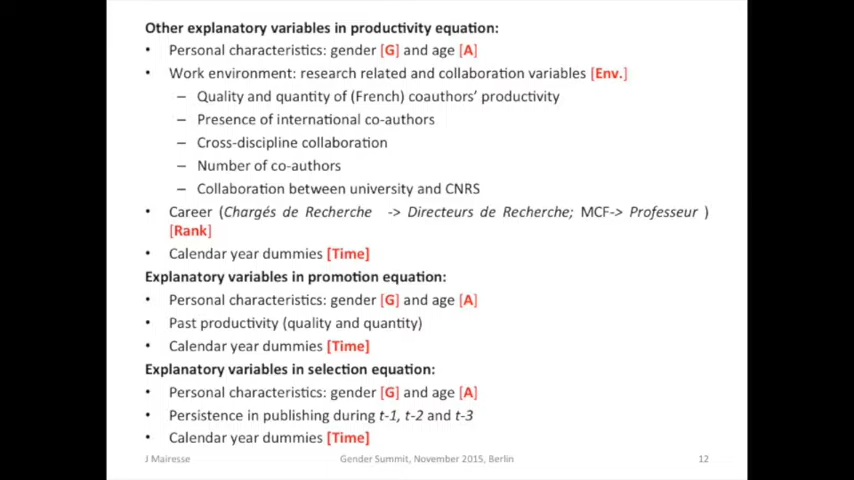 Other explanatory variables in productivity equation:
• Personal characteristics: gender [G] and age [A]
• Work environment: research related and collaboration variables [Env.]
– Quality and quantity of (French) coauthors' productivity
– Presence of international co-authors
– Cross-discipline collaboration
– Number of co-authors
– Collaboration between university and CNRS
• Career (Chargés de Recherche -> Directeurs de Recherche; MCF-> Professeur )
[Rank]
• Calendar year dummies [Time]
Explanatory variables in promotion equation:
• Personal characteristics: gender [G] and age [A]
• Past productivity (quality and quantity)
• Calendar year dummies [Time]
Explanatory variables in selection equation:
• Personal characteristics: gender [G] and age [A]
• Persistence in publishing during t-1, t-2 and t-3
• Calendar year dummies [Time]
J Mairesse Gender Summit, November 2015, Berlin 12